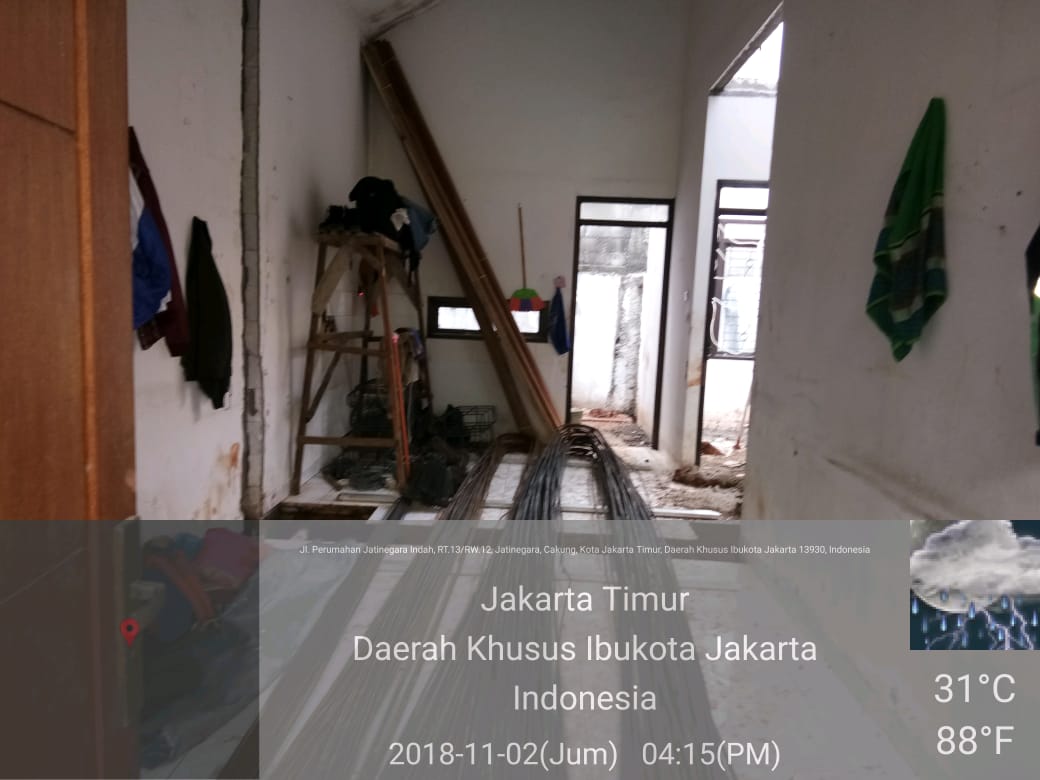 Jl. Perumahan Jatinegara Indah, RT.13/RW.12, Jatinegara, Cakung, Kota Jakarta Timur, Daerah Khusus Ibukota Jakarta 13930, Indonesia
Jakarta Timur
Daerah Khusus Ibukota Jakarta
Indonesia
2018-11-02(Jum) 04:15(PM)
31°C
88°F